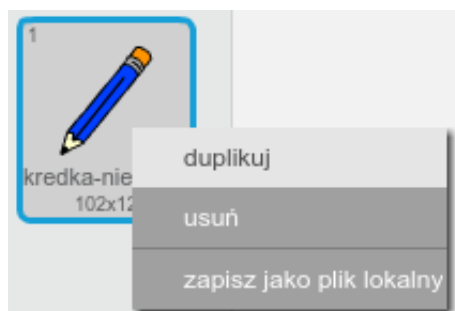 1
kredka-nie
102x12
duplikuj
usuń
zapisz jako plik lokalny